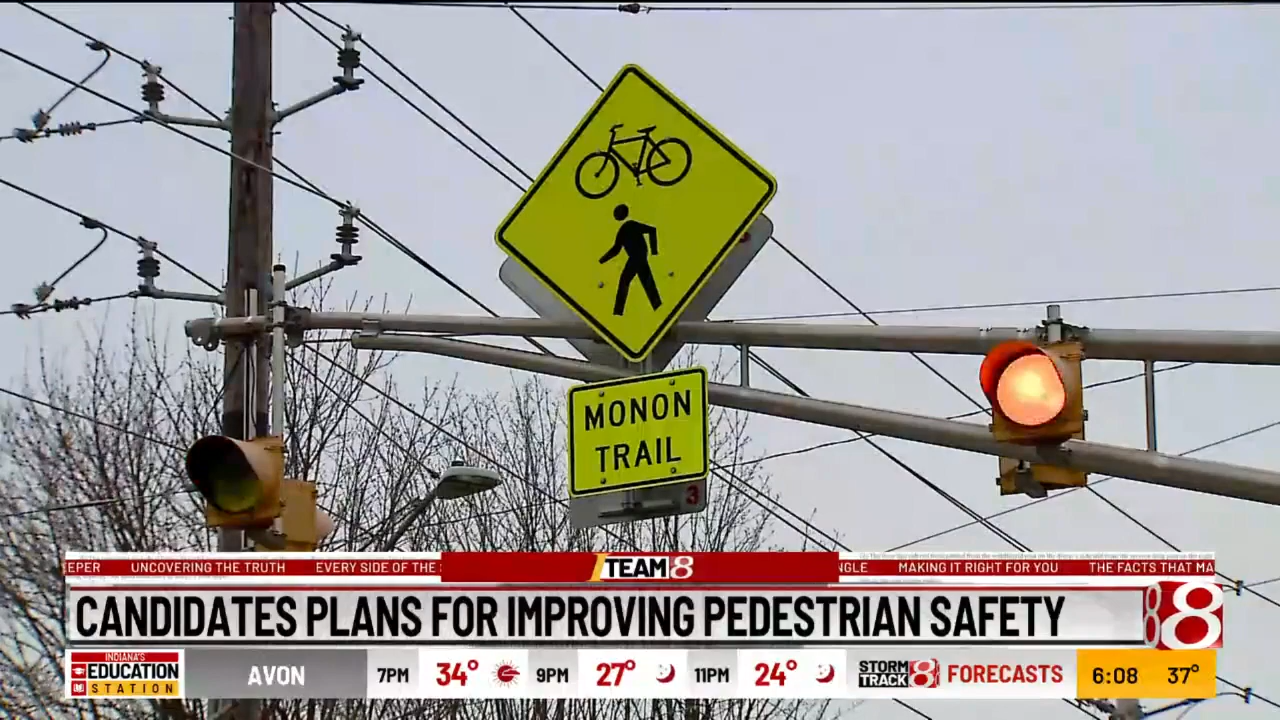 MONON
TRAIL
3
EEPER UNCOVERING THE TRUTH EVERY SIDE OF THE TEAM 8 NGLE MAKING IT RIGHT FOR YOU THE FACTS THAT MA
CANDIDATES PLANS FOR IMPROVING PEDESTRIAN SAFETY
8
INDIANA'S
EDUCATION
STATION
AVON 7PM 34° 9PM 27° 11PM 24° STORM TRACK 8 FORECASTS 6:08 37°